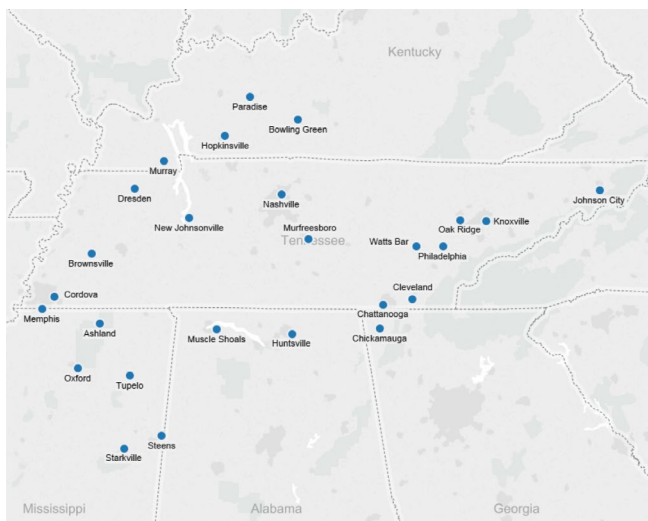 Kentucky
Paradise
Bowling Green
Hopkinsville
Murray
Dresden
Nashville
Johnson City
New Johnsonville
Murfreesboro
Tennessee
Oak Ridge
Knoxville
Watts Bar
Philadelphia
Brownsville
Cordova
Cleveland
Memphis
Chattanooga
Ashland
Muscle Shoals
Huntsville
Chickamauga
Oxford
Tupelo
Steens
Starkville
Mississippi
Alabama
Georgia